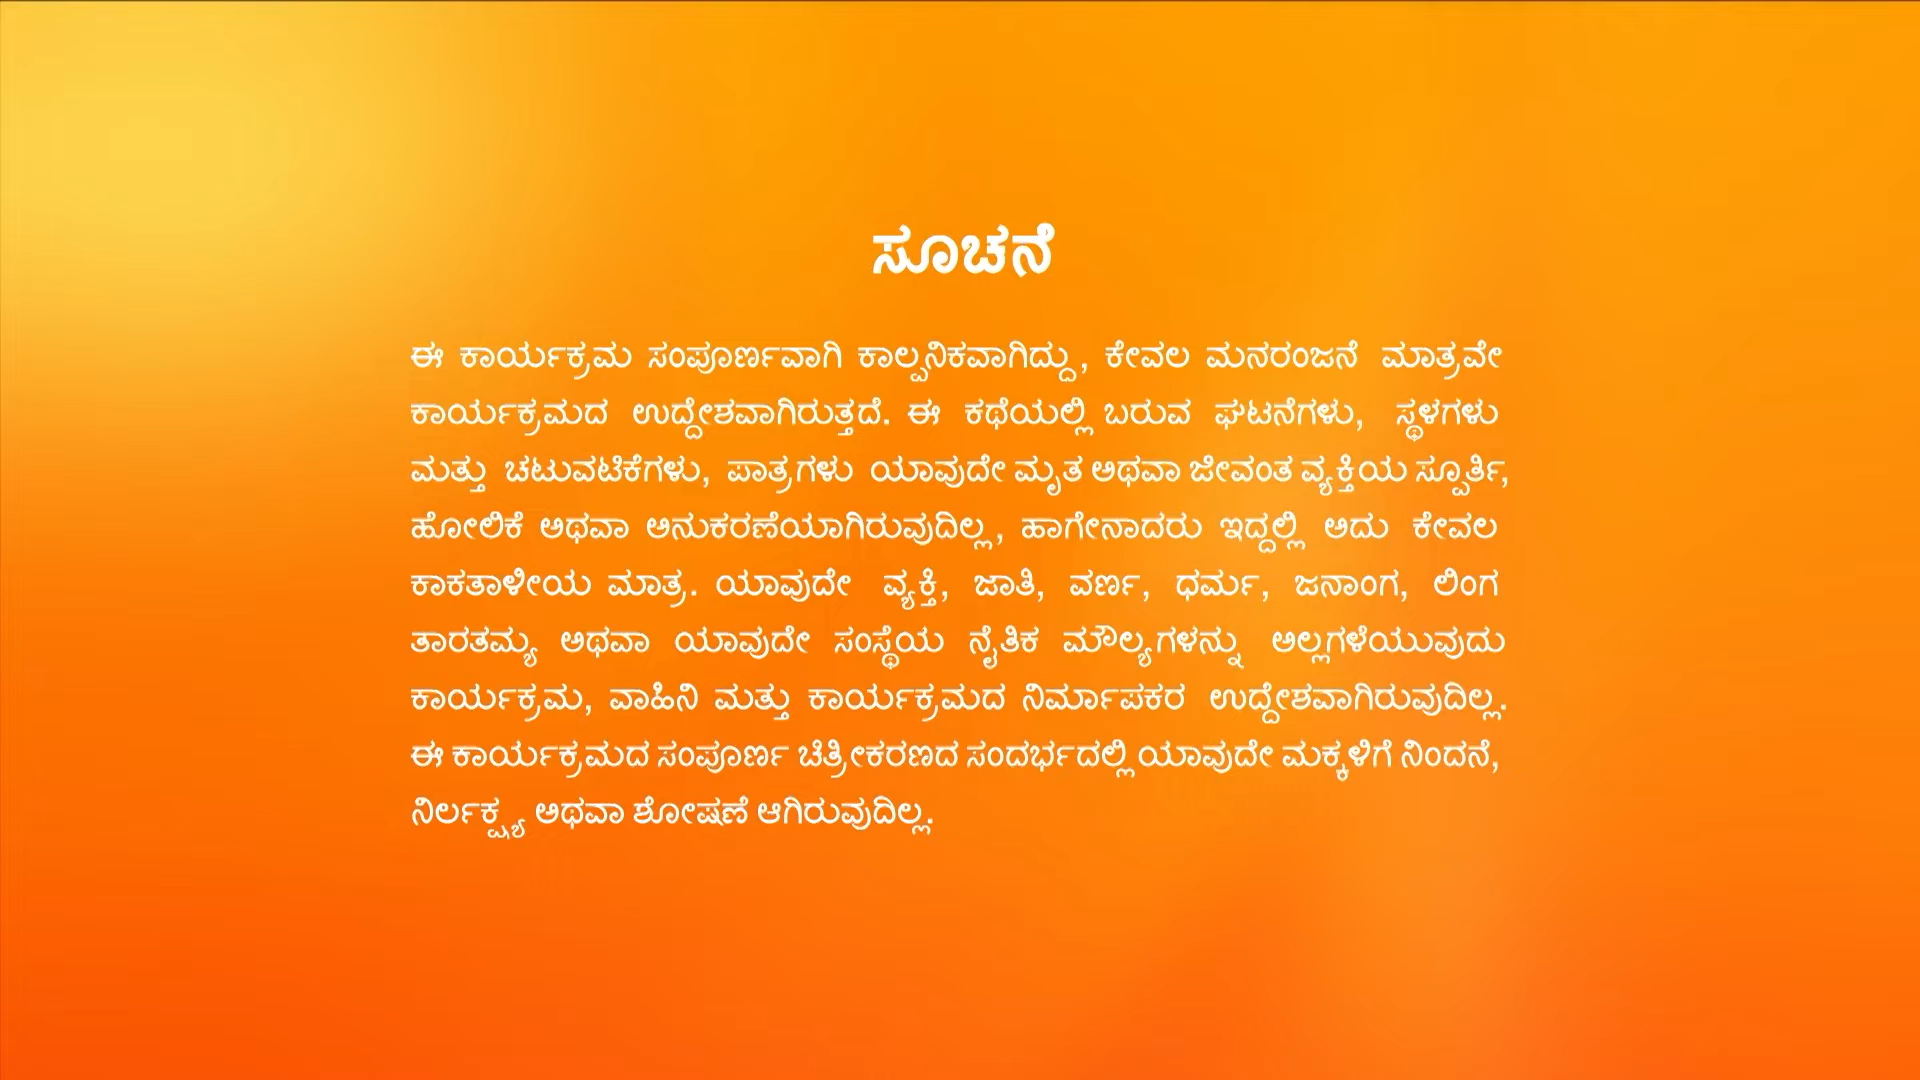 ಸೂಚನೆ
ಈ ಕಾರ್ಯಕ್ರಮ ಸಂಪೂರ್ಣವಾಗಿ ಕಾಲ್ಪನಿಕವಾಗಿದ್ದು, ಕೇವಲ ಮನರಂಜನೆ ಮಾತ್ರವೇ
ಕಾರ್ಯಕ್ರಮದ ಉದ್ದೇಶವಾಗಿರುತ್ತದೆ. ಈ ಕಥೆಯಲ್ಲಿ ಬರುವ ಘಟನೆಗಳು, ಸ್ಥಳಗಳು
ಮತ್ತು ಚಟುವಟಿಕೆಗಳು, ಪಾತ್ರಗಳು ಯಾವುದೇ ಮೃತ ಅಥವಾ ಜೀವಂತ ವ್ಯಕ್ತಿಯ ಸ್ಪೂರ್ತಿ,
ಹೋಲಿಕೆ ಅಥವಾ ಅನುಕರಣೆಯಾಗಿರುವುದಿಲ್ಲ, ಹಾಗೇನಾದರು ಇದ್ದಲ್ಲಿ ಅದು ಕೇವಲ
ಕಾಕತಾಳೀಯ ಮಾತ್ರ. ಯಾವುದೇ ವ್ಯಕ್ತಿ, ಜಾತಿ, ವರ್ಣ, ಧರ್ಮ, ಜನಾಂಗ, ಲಿಂಗ
ತಾರತಮ್ಯ ಅಥವಾ ಯಾವುದೇ ಸಂಸ್ಥೆಯ ನೈತಿಕ ಮೌಲ್ಯಗಳನ್ನು ಅಲ್ಲಗಳೆಯುವುದು
ಕಾರ್ಯಕ್ರಮ, ವಾಹಿನಿ ಮತ್ತು ಕಾರ್ಯಕ್ರಮದ ನಿರ್ಮಾಪಕರ ಉದ್ದೇಶವಾಗಿರುವುದಿಲ್ಲ.
ಈ ಕಾರ್ಯಕ್ರಮದ ಸಂಪೂರ್ಣ ಚಿತ್ರೀಕರಣದ ಸಂದರ್ಭದಲ್ಲಿ ಯಾವುದೇ ಮಕ್ಕಳಿಗೆ ನಿಂದನೆ,
ನಿರ್ಲಕ್ಷ್ಯ ಅಥವಾ ಶೋಷಣೆ ಆಗಿರುವುದಿಲ್ಲ.